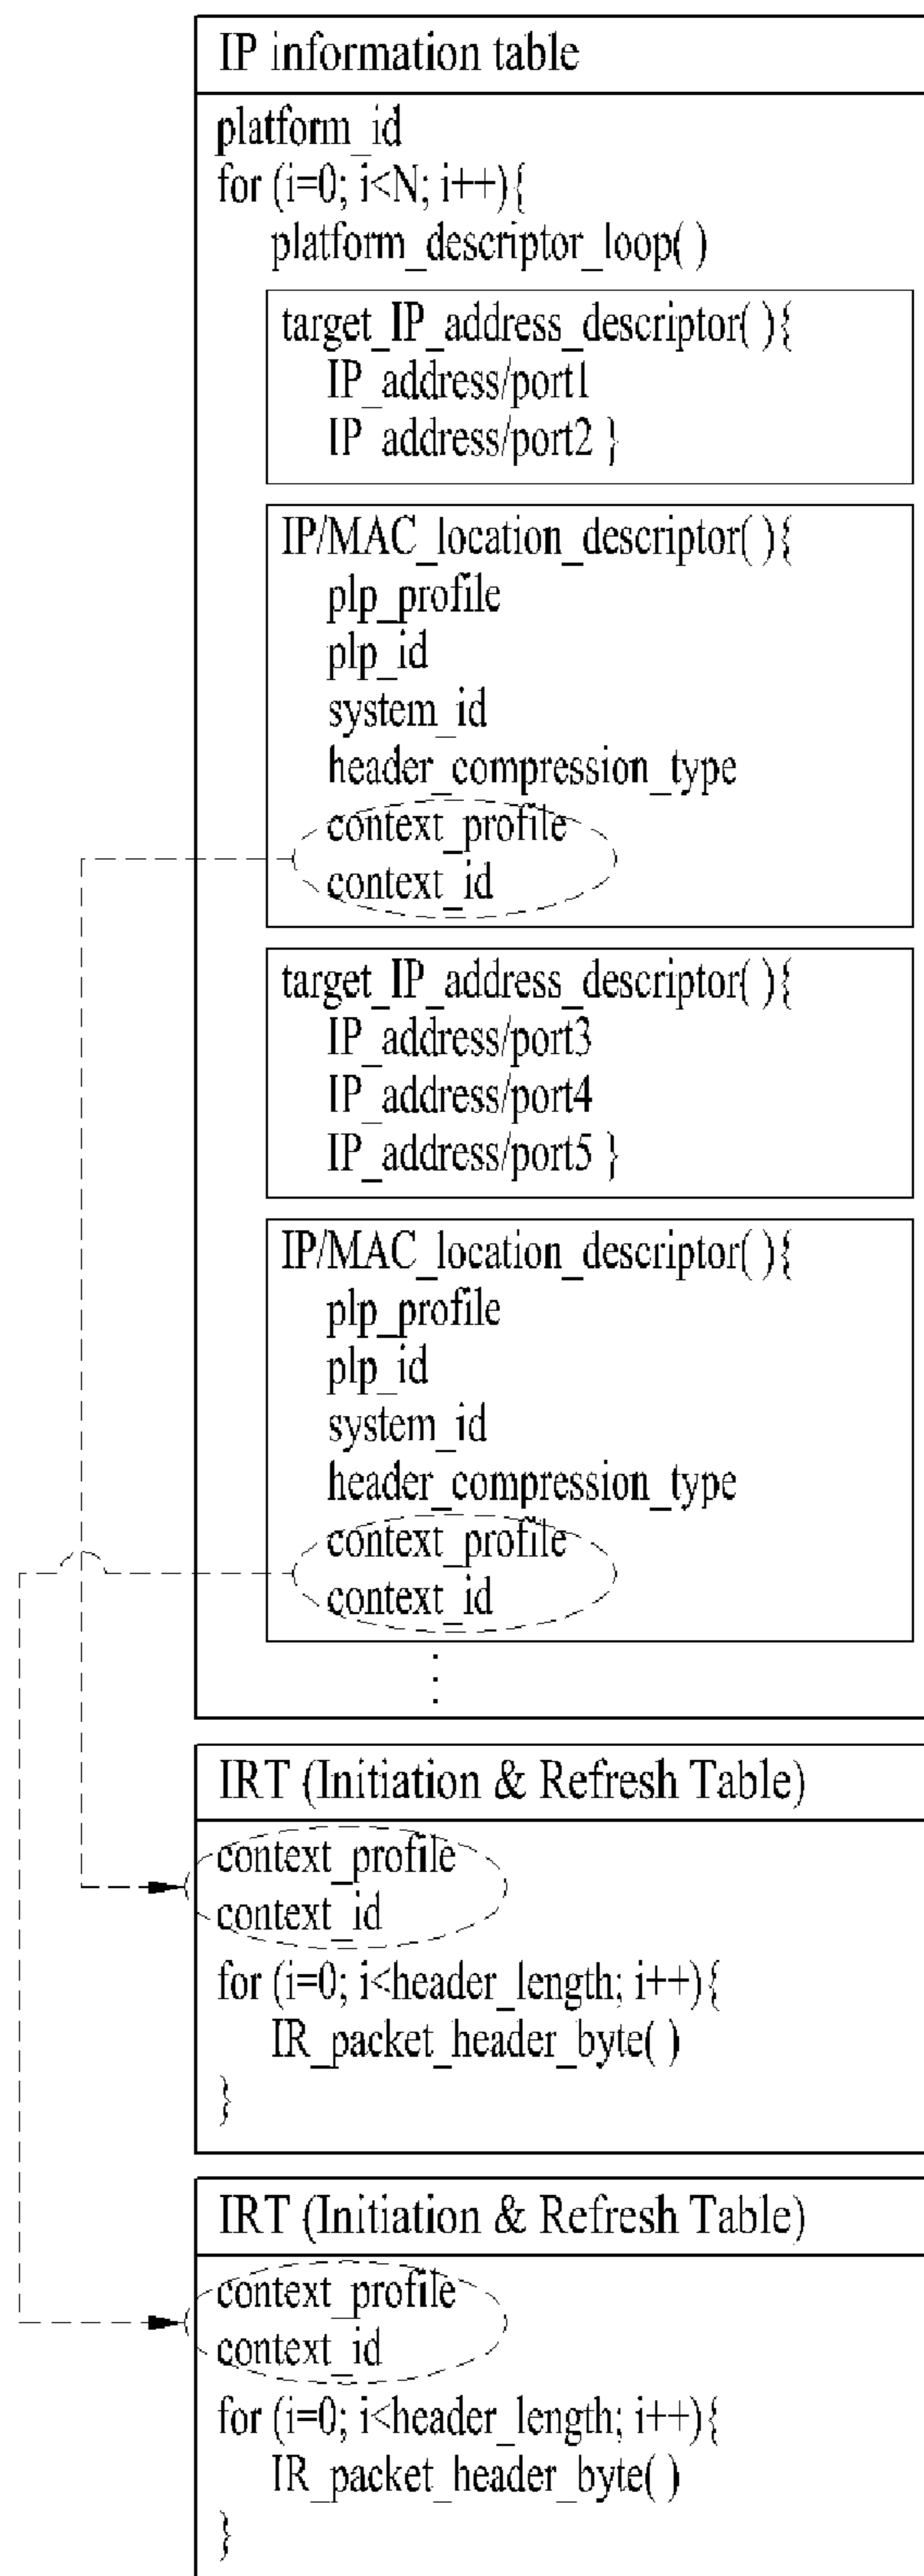 IP information table
platform_id
for (i=0; i<N; i++){
platform_descriptor_loop( )
target_IP_address_descriptor( ){
IP_address/port1
IP_address/port2 }
IP/MAC_location_descriptor( ){
plp_profile
plp_id
system_id
header_compression_type
context_profile
context_id
target_IP_address_descriptor( ){
IP_address/port3
IP_address/port4
IP_address/port5 }
IP/MAC_location_descriptor( ){
plp_profile
plp_id
system_id
header_compression_type
context_profile
context_id
⋮
IRT (Initiation & Refresh Table)
context_profile
context_id
for (i=0; i<header_length; i++){
IR_packet_header_byte( )
}
IRT (Initiation & Refresh Table)
context_profile
context_id
for (i=0; i<header_length; i++){
IR_packet_header_byte( )
}